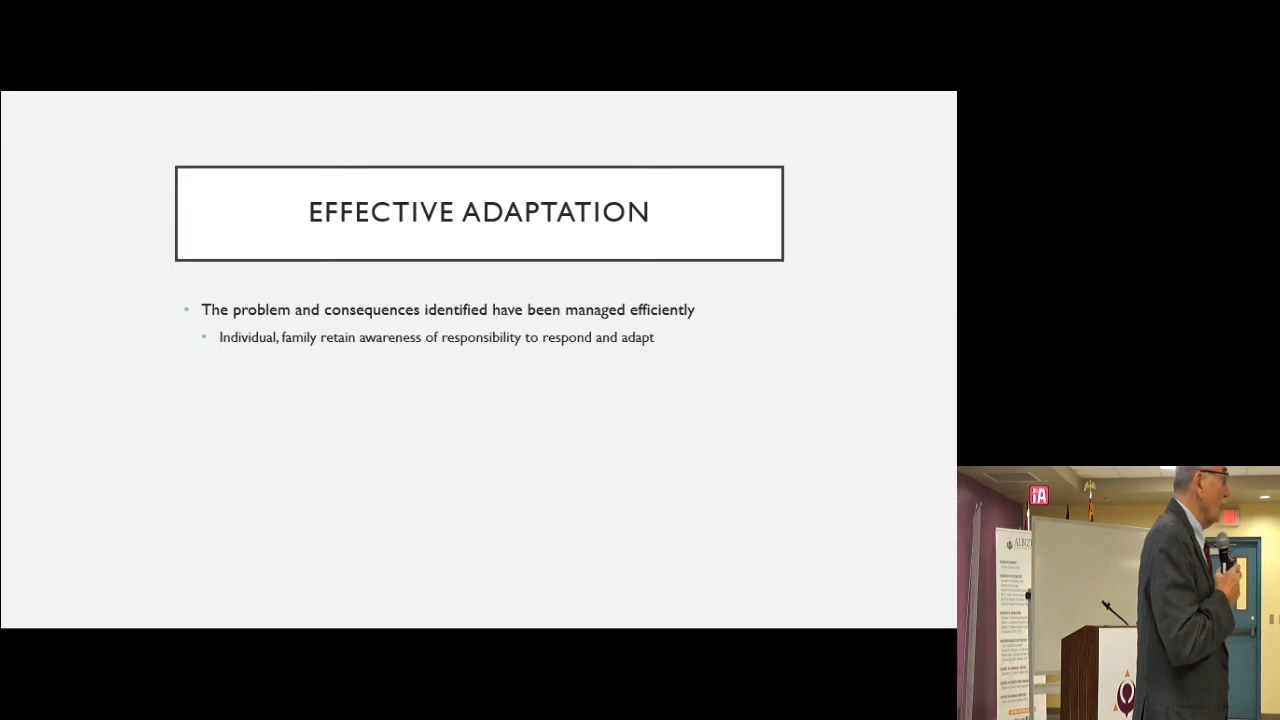 EFFECTIVE ADAPTATION
• The problem and consequences identified have been managed efficiently
• Individual, family retain awareness of responsibility to respond and adapt
iA